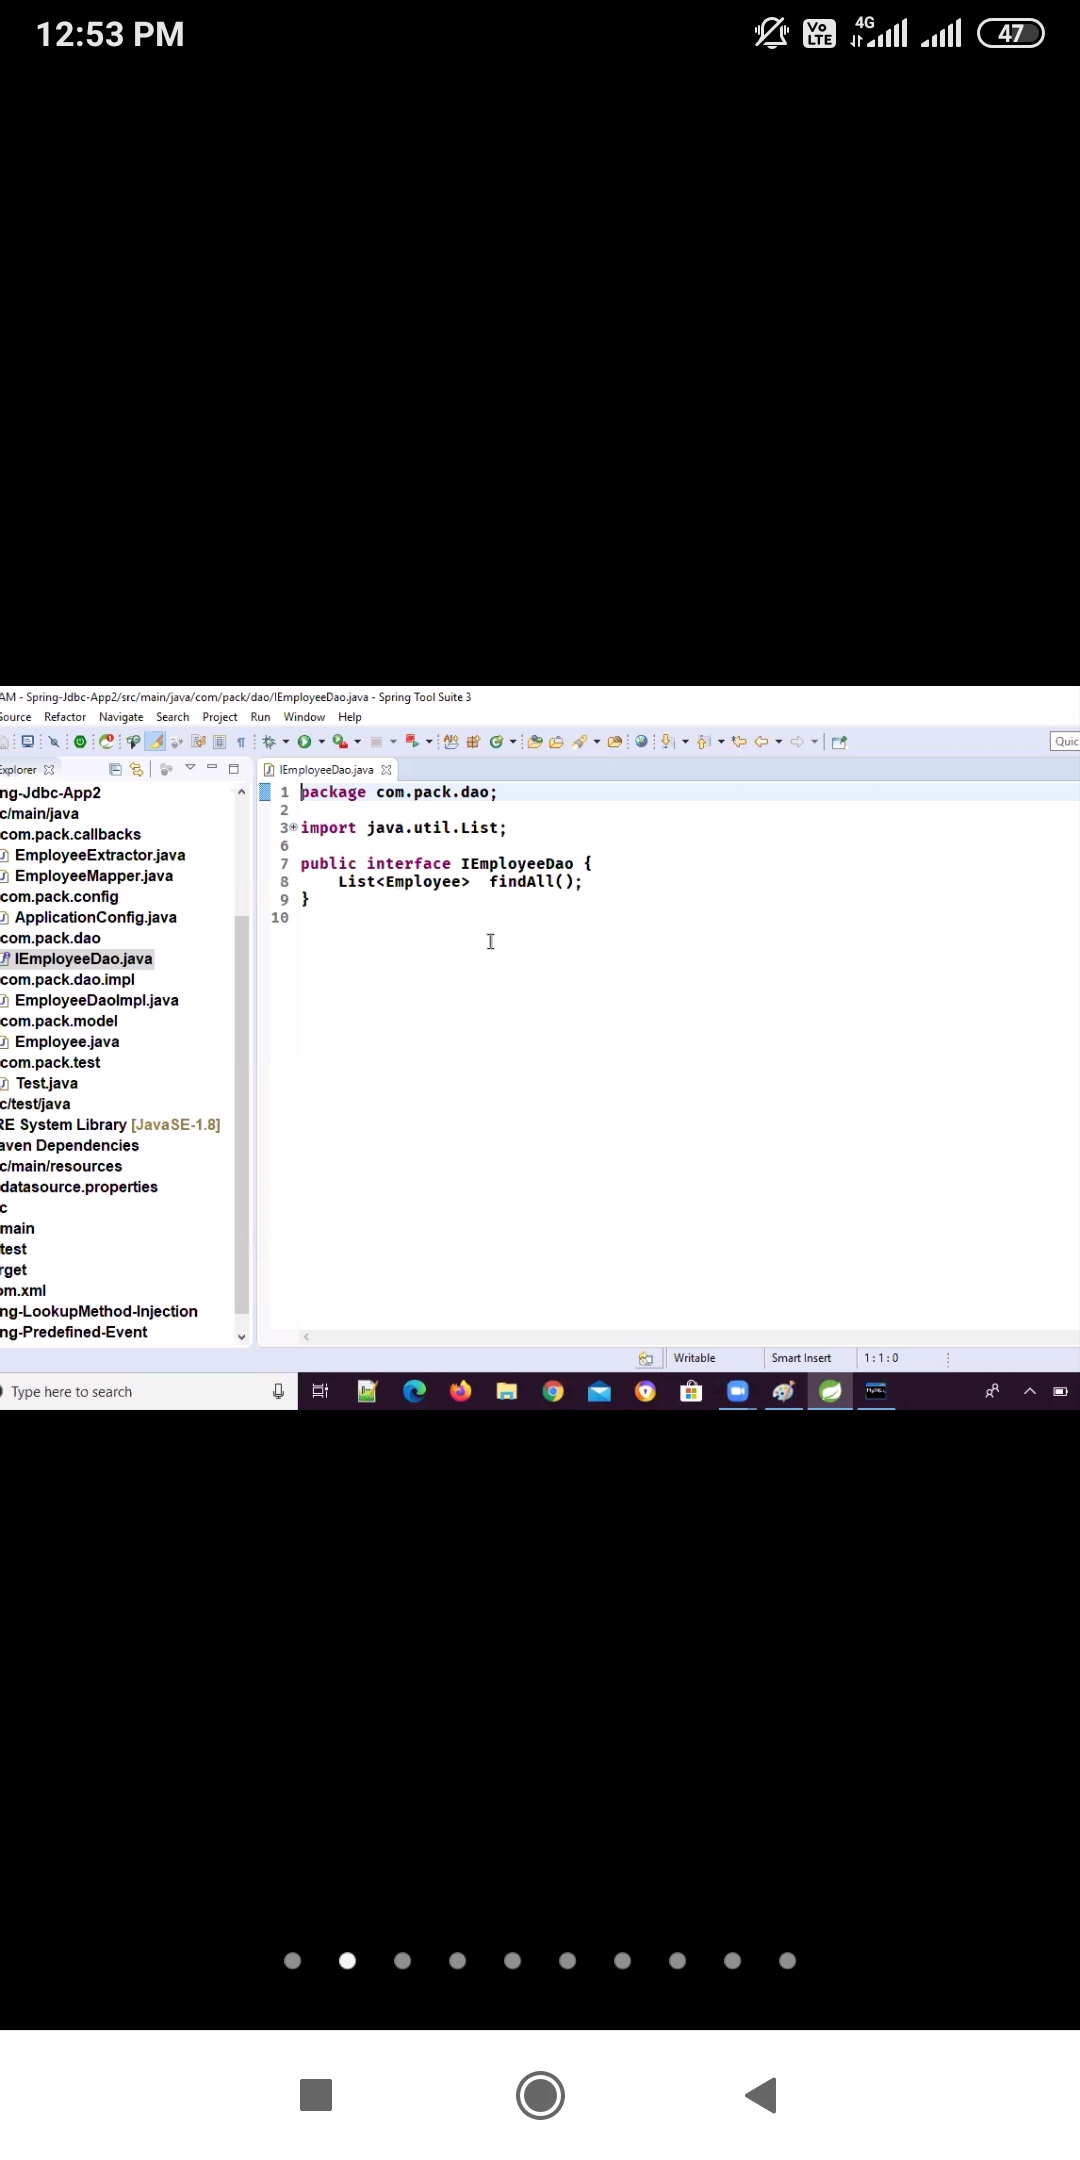 12:53 PM
Vo LTE
4G
47
AM - Spring-Jdbc-App2/src/main/java/com/pack/dao/IEmployeeDao.java - Spring Tool Suite 3
Source Refactor Navigate Search Project Run Window Help
Quic
Explorer
IEmployeeDao.java
ng-Jdbc-App2
c/main/java
com.pack.callbacks
EmployeeExtractor.java
EmployeeMapper.java
com.pack.config
ApplicationConfig.java
com.pack.dao
IEmployeeDao.java
com.pack.dao.impl
EmployeeDaoImpl.java
com.pack.model
Employee.java
com.pack.test
Test.java
c/test/java
RE System Library [JavaSE-1.8]
aven Dependencies
c/main/resources
datasource.properties
c
main
test
rget
om.xml
ng-LookupMethod-Injection
ng-Predefined-Event
1 package com.pack.dao;
2
3 import java.util.List;
6
7 public interface IEmployeeDao {
8 List<Employee>  findAll();
9 }
10
Writable
Smart Insert
1:1:0
Type here to search